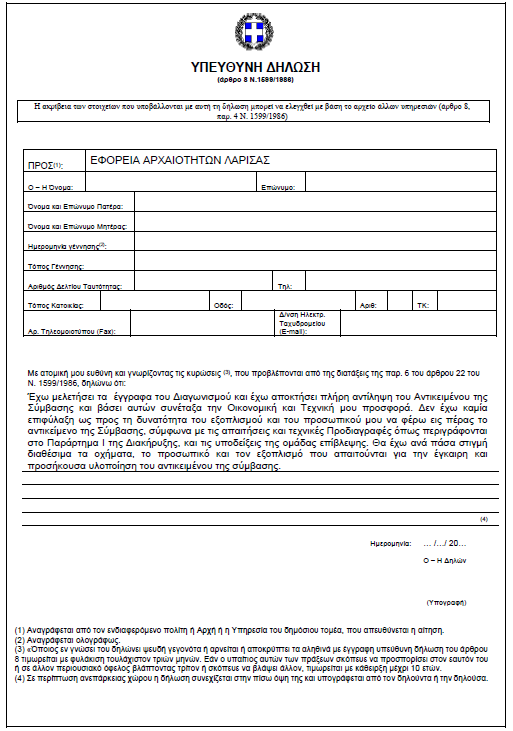 ΥΠΕΥΘΥΝΗ ΔΗΛΩΣΗ
(άρθρο 8 Ν.1599/1986)
Η ακρίβεια των στοιχείων που υποβάλλονται με αυτή τη δήλωση μπορεί να ελεγχθεί με βάση το αρχείο άλλων υπηρεσιών (άρθρο 8,
παρ. 4 Ν. 1599/1986)
ΠΡΟΣ(1): ΕΦΟΡΕΙΑ ΑΡΧΑΙΟΤΗΤΩΝ ΛΑΡΙΣΑΣ
Ο – Η Όνομα: Επώνυμο:
Όνομα και Επώνυμο Πατέρα:
Όνομα και Επώνυμο Μητέρας:
Ημερομηνία γέννησης(2):
Τόπος Γέννησης:
Αριθμός Δελτίου Ταυτότητας: Τηλ:
Τόπος Κατοικίας: Οδός: Αριθ: ΤΚ:
Αρ. Τηλεομοιοτύπου (Fax): Δ/νση Ηλεκτρ.
Ταχυδρομείου
(Ε-mail):
Με ατομική μου ευθύνη και γνωρίζοντας τις κυρώσεις (3), που προβλέπονται από της διατάξεις της παρ. 6 του άρθρου 22 του
Ν. 1599/1986, δηλώνω ότι:
Έχω μελετήσει τα έγγραφα του Διαγωνισμού και έχω αποκτήσει πλήρη αντίληψη του Αντικειμένου της
Σύμβασης και βάσει αυτών συνέταξα την Οικονομική και Τεχνική μου προσφορά. Δεν έχω καμία
επιφύλαξη ως προς τη δυνατότητα του εξοπλισμού και του προσωπικού μου να φέρω εις πέρας το
αντικείμενο της Σύμβασης, σύμφωνα με τις απαιτήσεις και τεχνικές Προδιαγραφές όπως περιγράφονται
στο Παράρτημα Ι της Διακήρυξης, και τις υποδείξεις της ομάδας επίβλεψης. Θα έχω ανά πάσα στιγμή
διαθέσιμα τα οχήματα, το προσωπικό και τον εξοπλισμό που απαιτούνται για την έγκαιρη και
προσήκουσα υλοποίηση του αντικειμένου της σύμβασης.
(4)
Ημερομηνία: … /…/ 20…
Ο – Η Δηλών
(Υπογραφή)
(1) Αναγράφεται από τον ενδιαφερόμενο πολίτη ή Αρχή ή η Υπηρεσία του δημόσιου τομέα, που απευθύνεται η αίτηση.
(2) Αναγράφεται ολογράφως.
(3) «Όποιος εν γνώσει του δηλώνει ψευδή γεγονότα ή αρνείται ή αποκρύπτει τα αληθινά με έγγραφη υπεύθυνη δήλωση του άρθρου
8 τιμωρείται με φυλάκιση τουλάχιστον τριών μηνών. Εάν ο υπαίτιος αυτών των πράξεων σκόπευε να προσπορίσει στον εαυτόν του
ή σε άλλον περιουσιακό όφελος βλάπτοντας τρίτον ή σκόπευε να βλάψει άλλον, τιμωρείται με κάθειρξη μέχρι 10 ετών.
(4) Σε περίπτωση ανεπάρκειας χώρου η δήλωση συνεχίζεται στην πίσω όψη της και υπογράφεται από τον δηλούντα ή την δηλούσα.